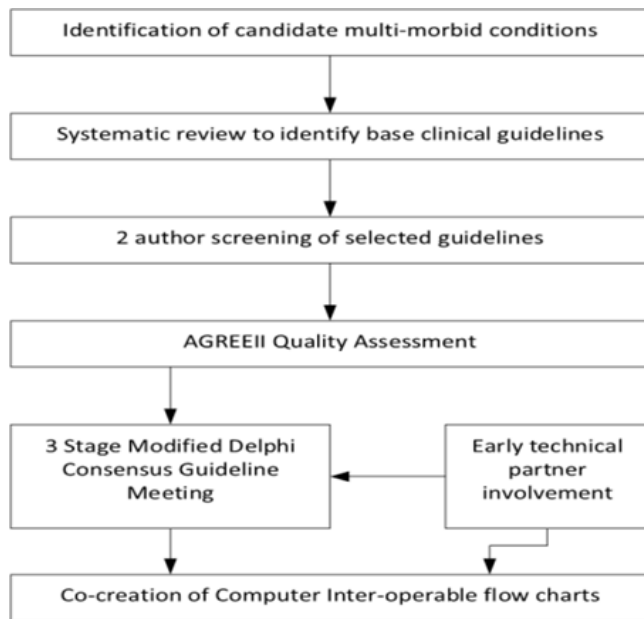 Identification of candidate multi-morbid conditions
Systematic review to identify base clinical guidelines
2 author screening of selected guidelines
AGREEII Quality Assessment
3 Stage Modified Delphi
Consensus Guideline
Meeting
Early technical
partner
involvement
Co-creation of Computer Inter-operable flow charts